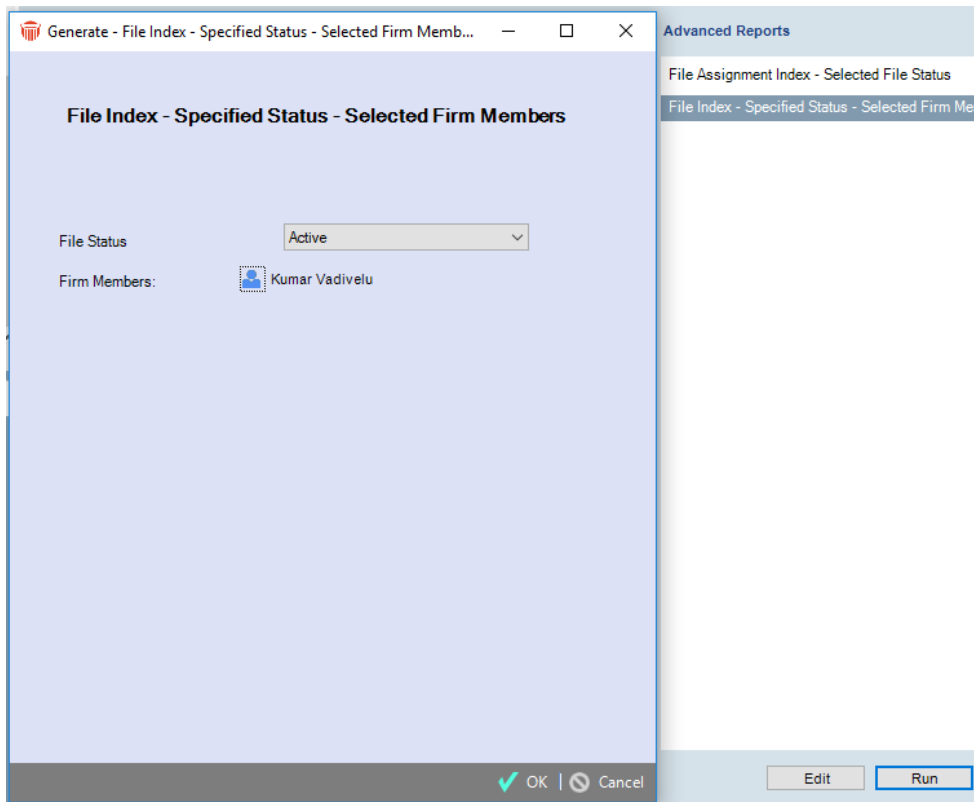 Generate - File Index - Specified Status - Selected Firm Memb...
File Index - Specified Status - Selected Firm Members
File Status
Active
Firm Members:
Kumar Vadivelu
OK | Cancel
Advanced Reports
File Assignment Index - Selected File Status
File Index - Specified Status - Selected Firm Me
Edit
Run